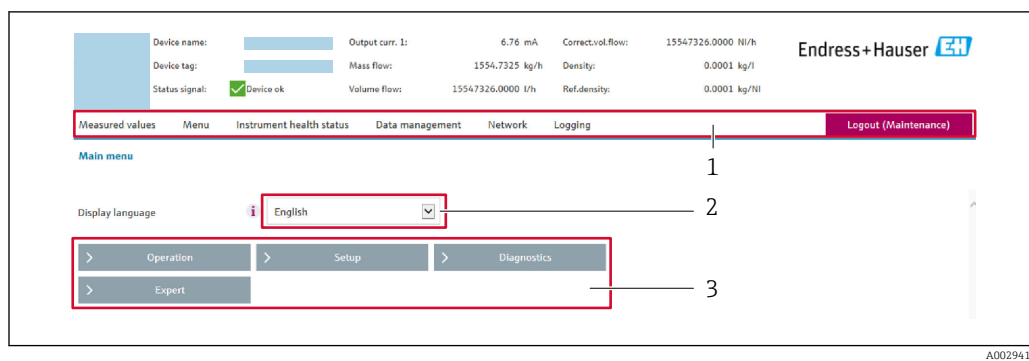 Device name: Output curr. 1: 6.76 mA Correct.vol.flow: 15547326.0000 Nl/h
Endress+Hauser EH
Device tag: Mass flow: 1554.7325 kg/h Density: 0.0001 kg/l
Status signal: Device ok Volume flow: 15547326.0000 l/h Ref.density: 0.0001 kg/Nl
Measured values Menu Instrument health status Data management Network Logging Logout (Maintenance)
1
Main menu
Display language i English 2
> Operation > Setup > Diagnostics
> Expert 3
A002941